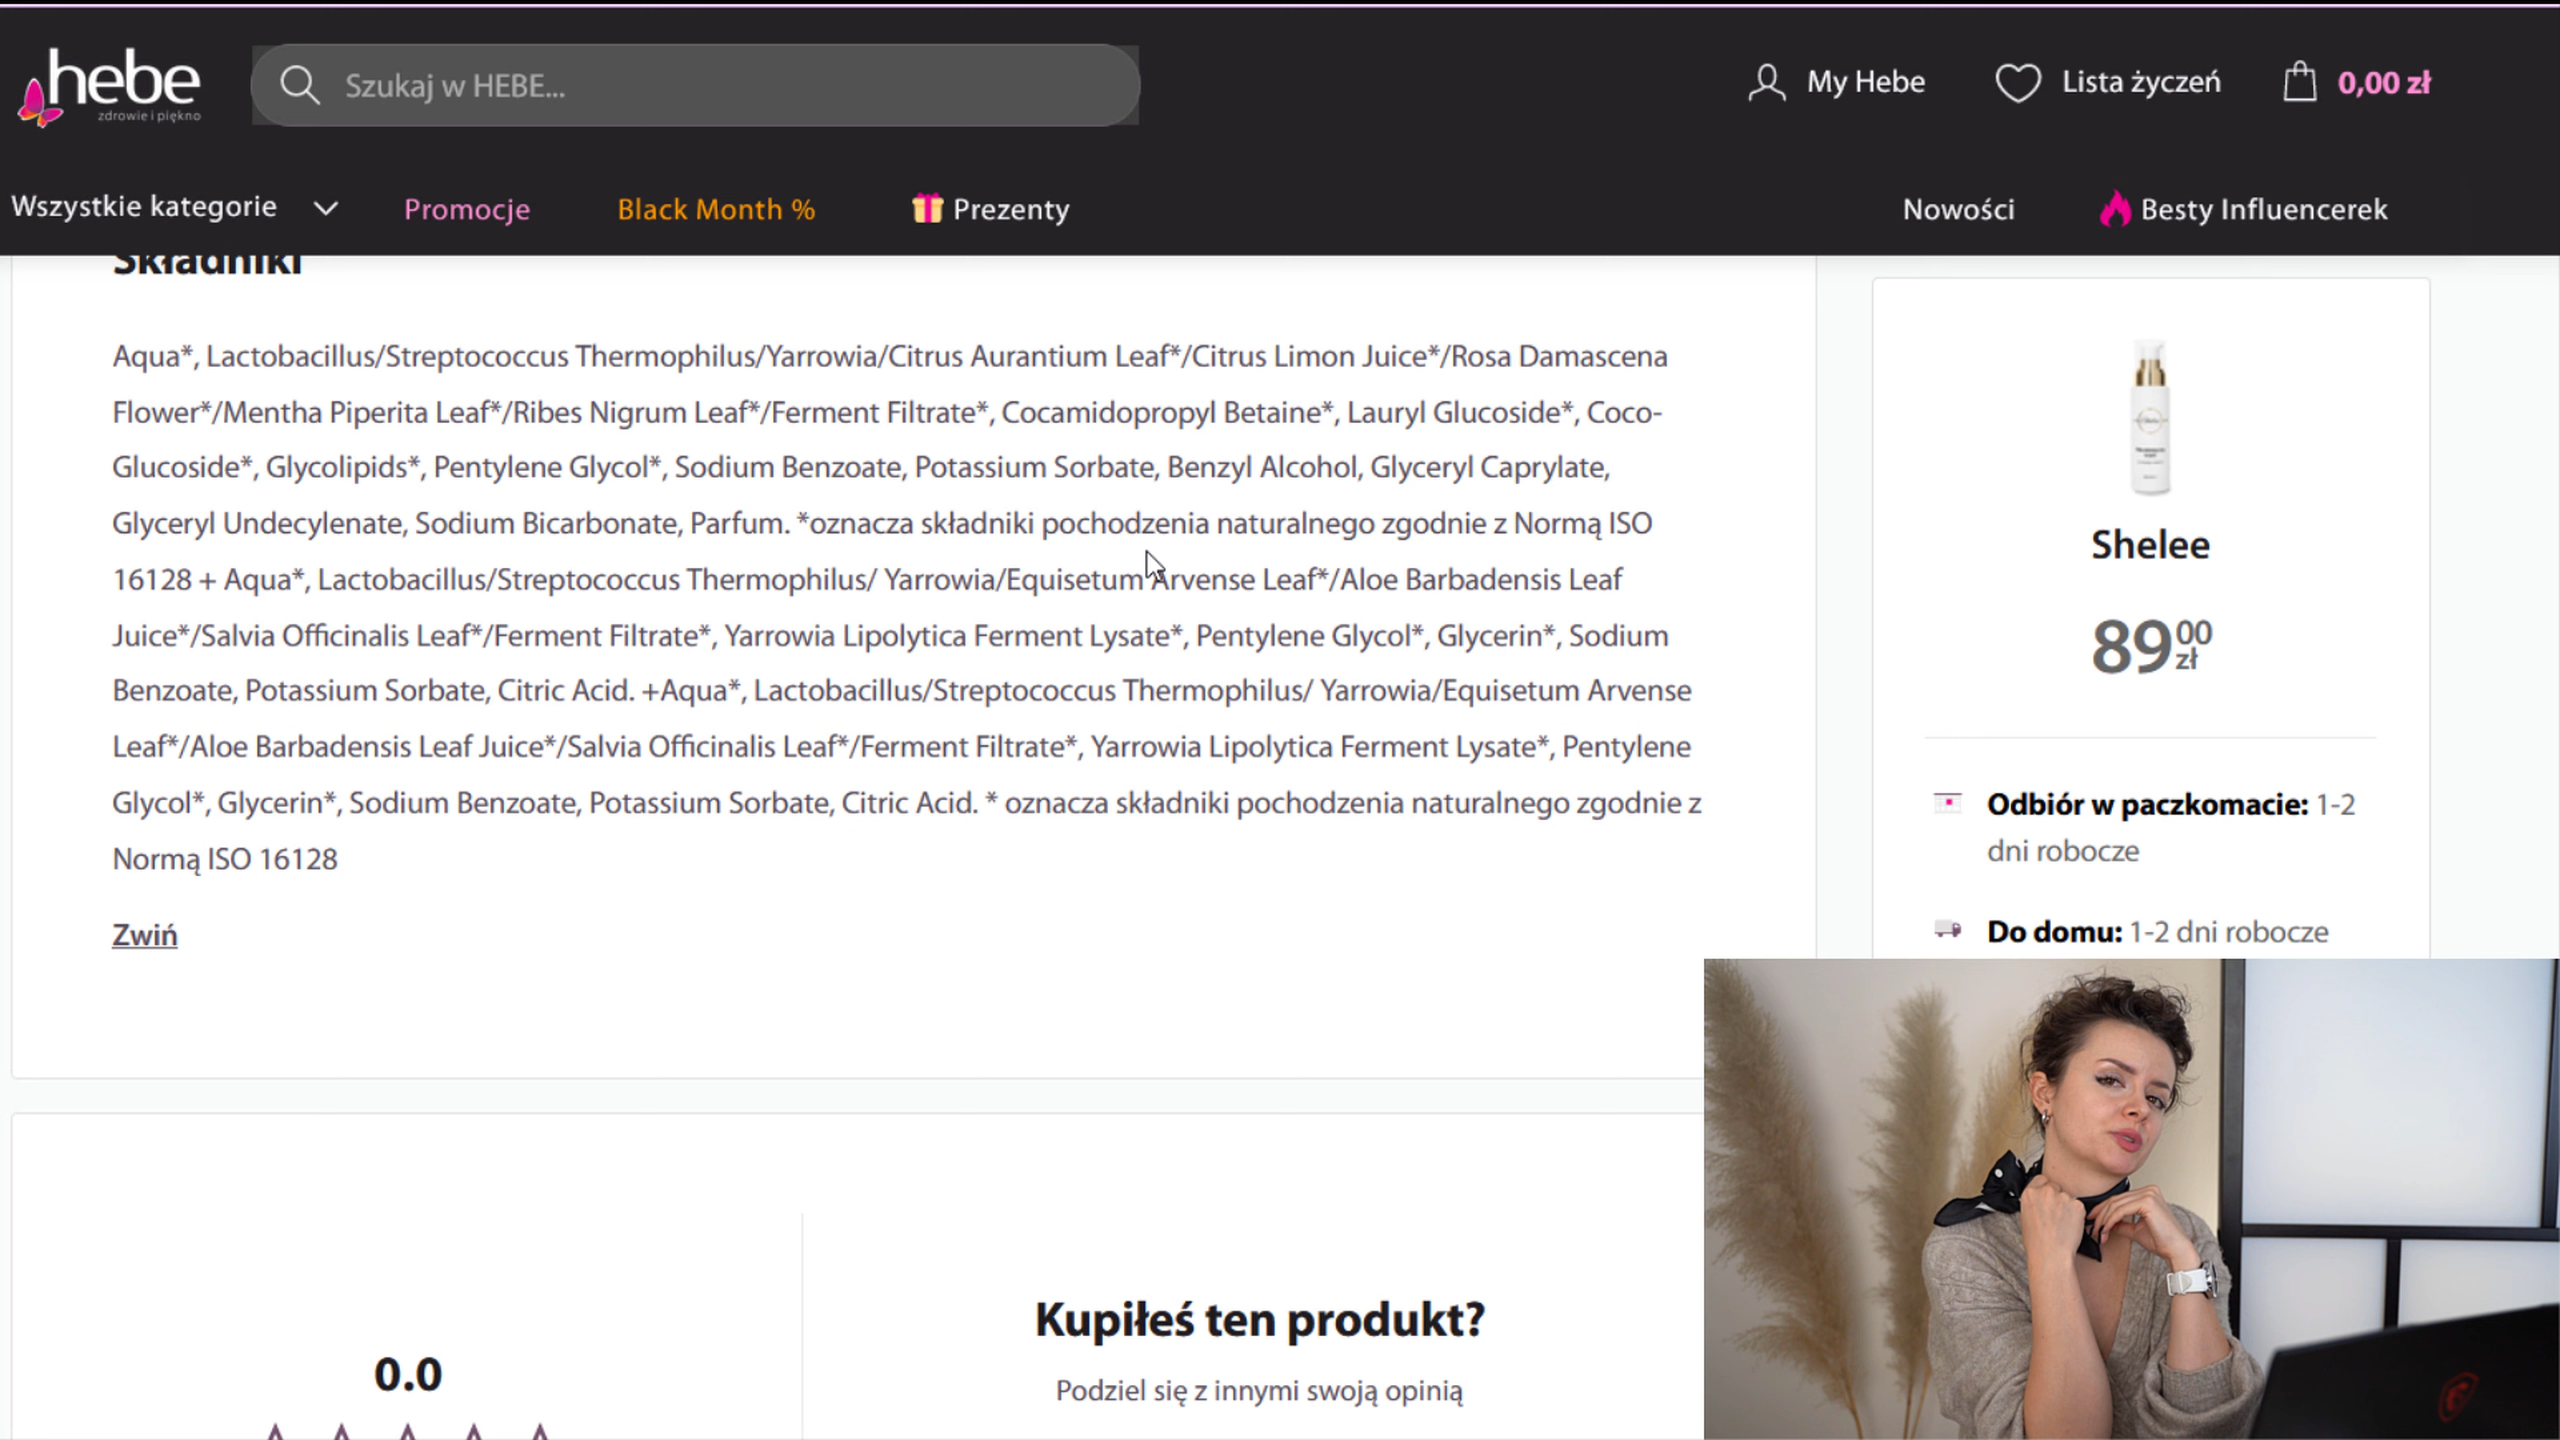 hebe
zdrowie i piękno
Szukaj w HEBE...
My Hebe
Lista życzeń
0,00 zł
Wszystkie kategorie
Promocje
Black Month %
Prezenty
Nowości
Besty Influencerek
Składniki
Aqua*, Lactobacillus/Streptococcus Thermophilus/Yarrowia/Citrus Aurantium Leaf*/Citrus Limon Juice*/Rosa Damascena
Flower*/Mentha Piperita Leaf*/Ribes Nigrum Leaf*/Ferment Filtrate*, Cocamidopropyl Betaine*, Lauryl Glucoside*, Coco-
Glucoside*, Glycolipids*, Pentylene Glycol*, Sodium Benzoate, Potassium Sorbate, Benzyl Alcohol, Glyceryl Caprylate,
Glyceryl Undecylenate, Sodium Bicarbonate, Parfum. *oznacza składniki pochodzenia naturalnego zgodnie z Normą ISO
16128 + Aqua*, Lactobacillus/Streptococcus Thermophilus/ Yarrowia/Equisetum Arvense Leaf*/Aloe Barbadensis Leaf
Juice*/Salvia Officinalis Leaf*/Ferment Filtrate*, Yarrowia Lipolytica Ferment Lysate*, Pentylene Glycol*, Glycerin*, Sodium
Benzoate, Potassium Sorbate, Citric Acid. +Aqua*, Lactobacillus/Streptococcus Thermophilus/ Yarrowia/Equisetum Arvense
Leaf*/Aloe Barbadensis Leaf Juice*/Salvia Officinalis Leaf*/Ferment Filtrate*, Yarrowia Lipolytica Ferment Lysate*, Pentylene
Glycol*, Glycerin*, Sodium Benzoate, Potassium Sorbate, Citric Acid. * oznacza składniki pochodzenia naturalnego zgodnie z
Normą ISO 16128
Zwiń
Shelee
89 00 zł
Odbiór w paczkomacie: 1-2
dni robocze
Do domu: 1-2 dni robocze
0.0
Kupiłeś ten produkt?
Podziel się z innymi swoją opinią